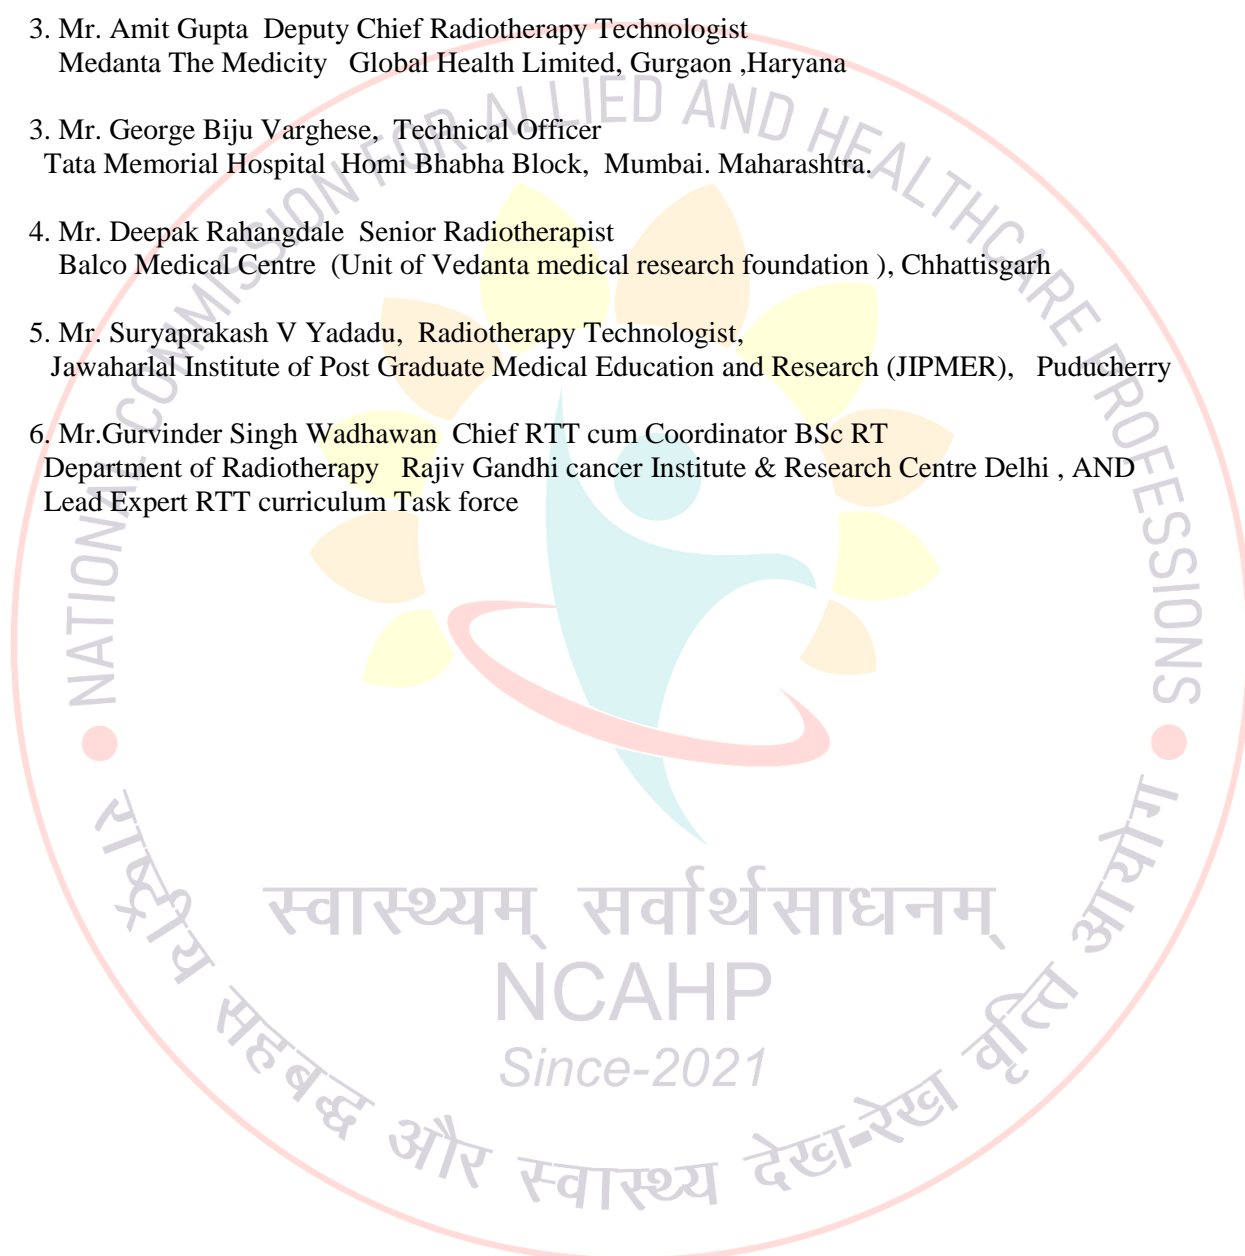 3. Mr. Amit Gupta  Deputy Chief Radiotherapy Technologist
Medanta The Medicity   Global Health Limited, Gurgaon ,Haryana
3. Mr. George Biju Varghese,  Technical Officer
Tata Memorial Hospital  Homi Bhabha Block,  Mumbai. Maharashtra.
4. Mr. Deepak Rahangdale  Senior Radiotherapist
Balco Medical Centre  (Unit of Vedanta medical research foundation ), Chhattisgarh
5. Mr. Suryaprakash V Yadadu,  Radiotherapy Technologist,
Jawaharlal Institute of Post Graduate Medical Education and Research (JIPMER),   Puducherry
6. Mr.Gurvinder Singh Wadhawan  Chief RTT cum Coordinator BSc RT
Department of Radiotherapy   Rajiv Gandhi cancer Institute & Research Centre Delhi , AND
Lead Expert RTT curriculum Task force
NATIONAL COMMISSION FOR ALLIED AND HEALTHCARE PROFESSIONS
स्वास्थ्यम् सर्वार्थसाधनम्
NCAHP
Since-2021
राष्ट्रीय सहबद्ध और स्वास्थ्य देख-रेख वृत्ति आयोग